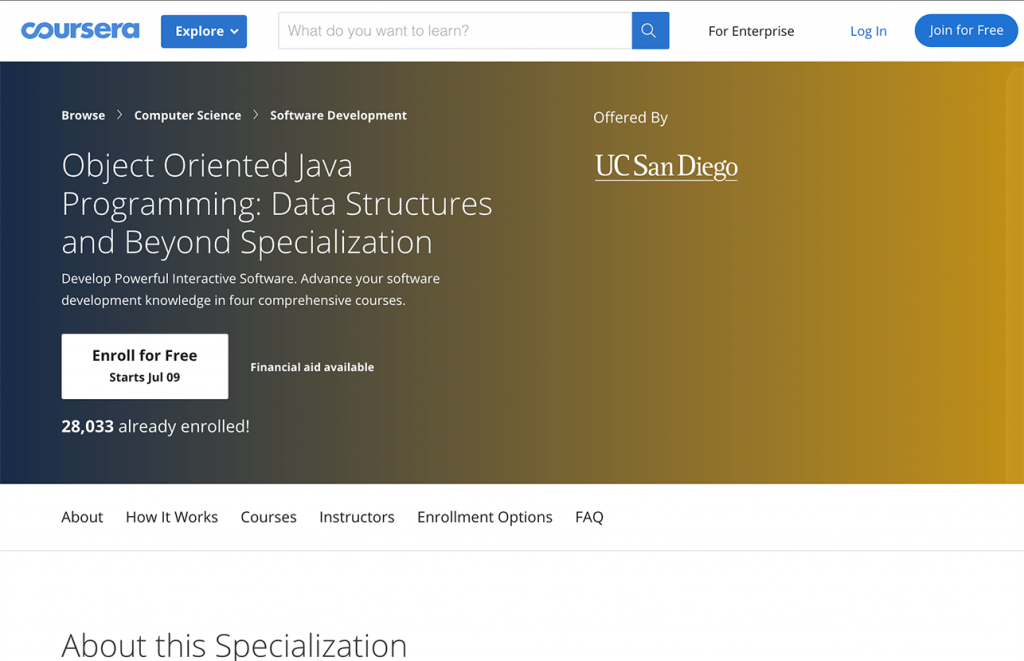 coursera Explore What do you want to learn? For Enterprise Log In Join for Free
Browse > Computer Science > Software Development
Offered By
UC San Diego
Object Oriented Java
Programming: Data Structures
and Beyond Specialization
Develop Powerful Interactive Software. Advance your software
development knowledge in four comprehensive courses.
Enroll for Free
Starts Jul 09
Financial aid available
28,033 already enrolled!
About How It Works Courses Instructors Enrollment Options FAQ
About this Specialization